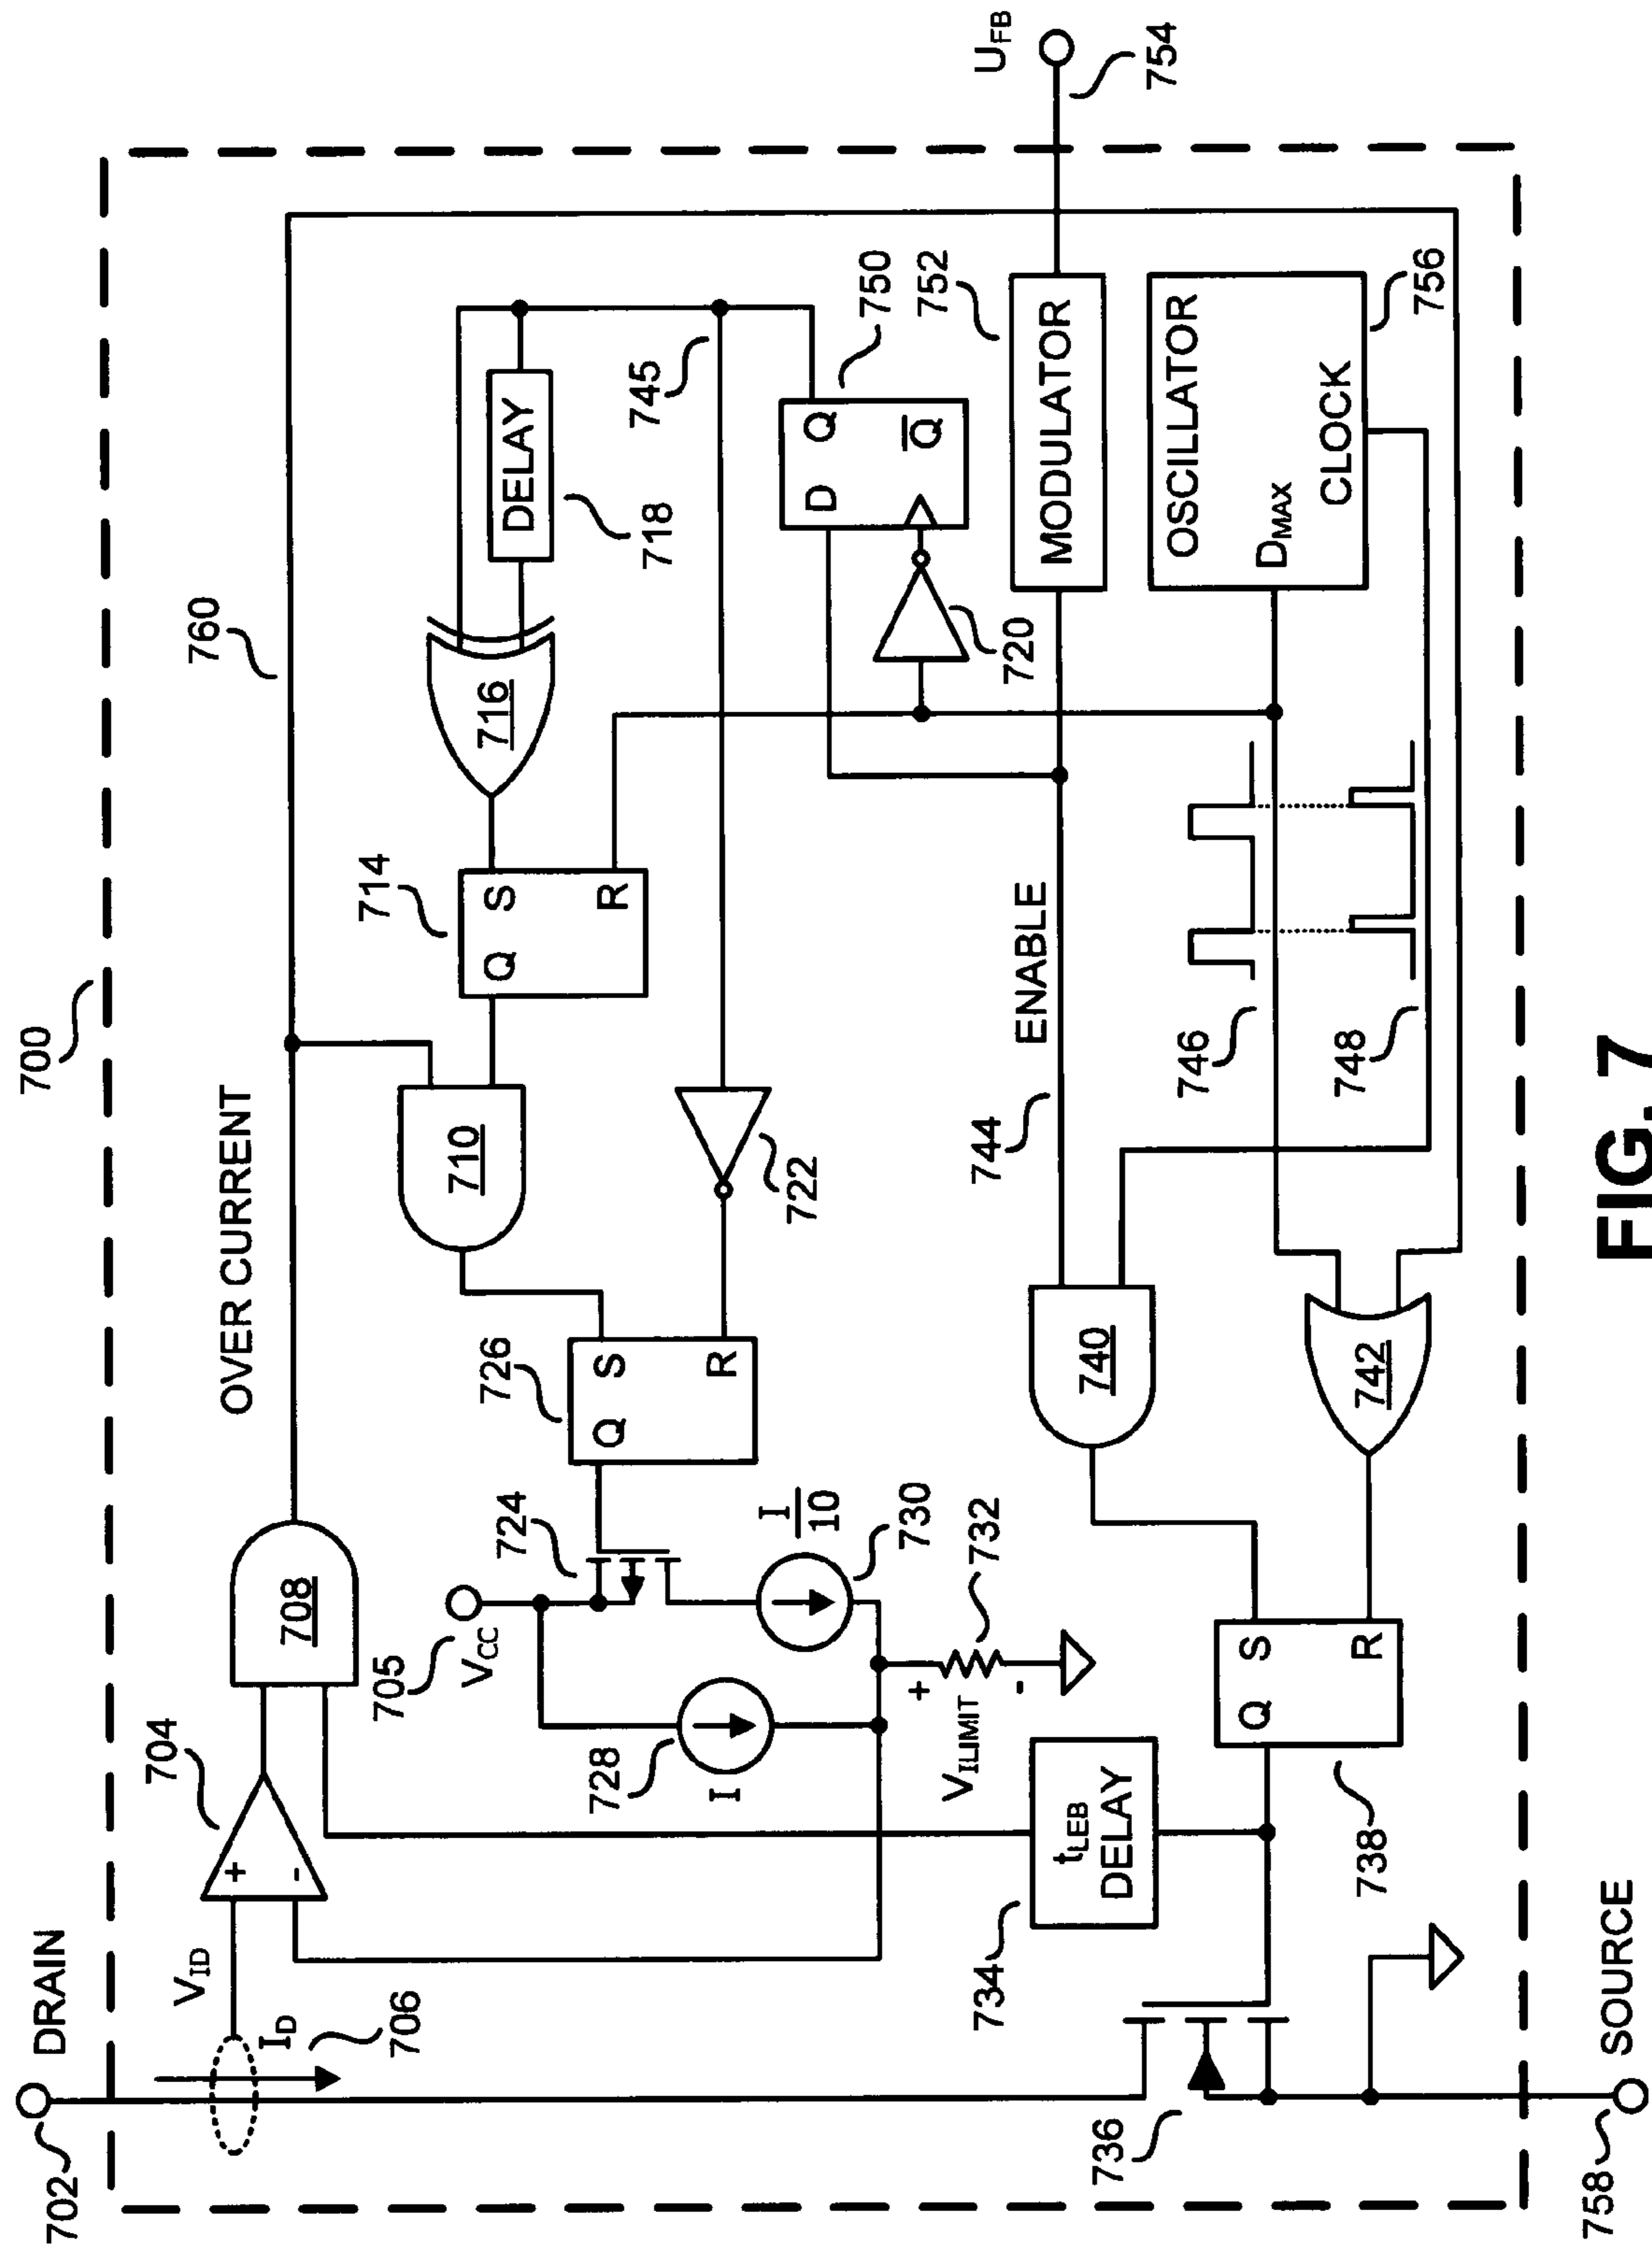 700
702
DRAIN
V_ID
I_D
706
704
+
-
708
OVER CURRENT
760
705
V_CC
724
728
I
I
10
730
V_ILIMIT
+
-
732
726
Q S
R
710
714
Q S
R
716
DELAY
718
722
745
720
D Q
Q̅
750
752
MODULATOR
U_FB
754
ENABLE
744
OSCILLATOR
D_MAX
CLOCK
756
746
748
740
742
734
t_LEB
DELAY
738
Q S
R
736
SOURCE
758
FIG. 7